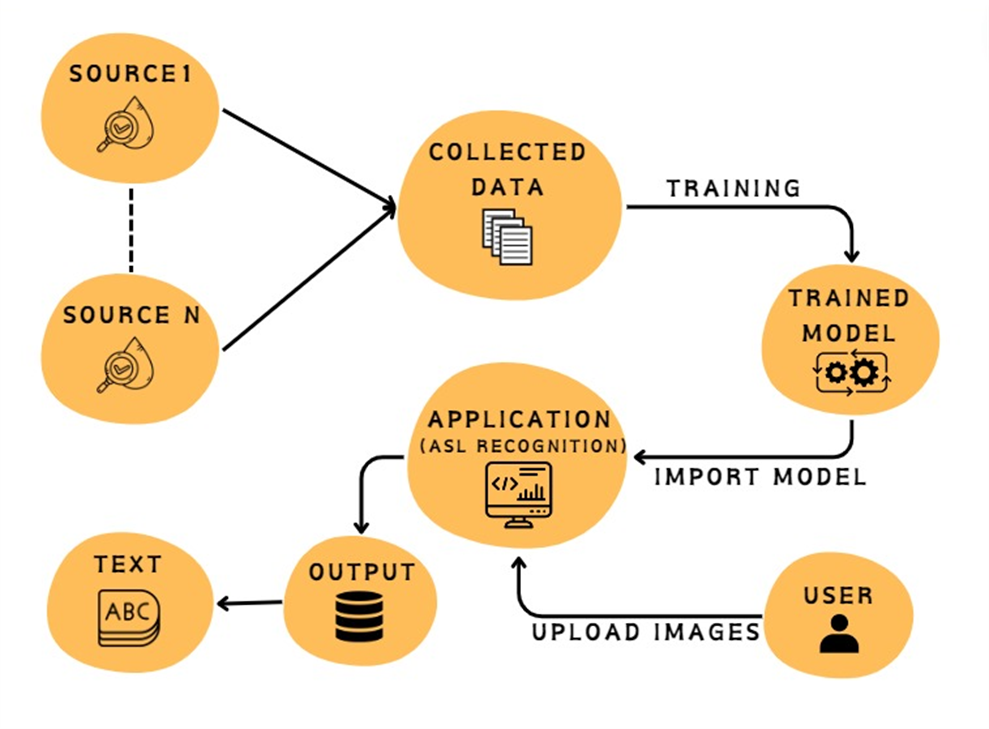 SOURCE1
COLLECTED
DATA
TRAINING
SOURCE N
TRAINED
MODEL
APPLICATION
(ASL RECOGNITION)
</>
IMPORT MODEL
TEXT
ABC
OUTPUT
USER
UPLOAD IMAGES